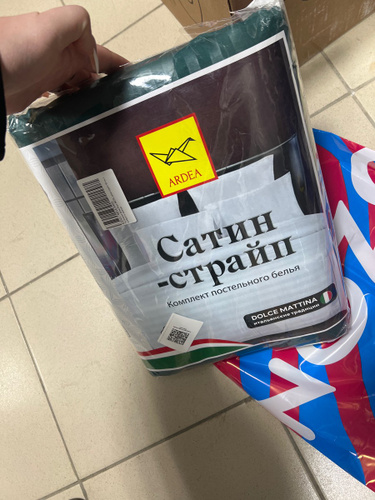 ARDEA
Сатин
-страйп
Комплект постельного белья
DOLCE MATTINA
итальянские традиции